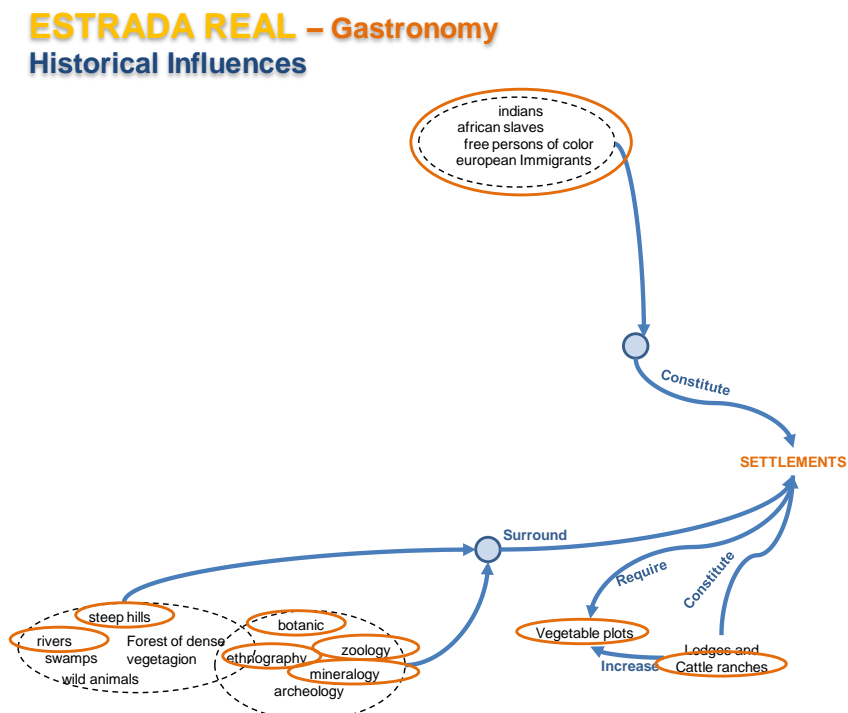 ESTRADA REAL – Gastronomy
Historical Influences
indians
african slaves
free persons of color
european Immigrants
Constitute
SETTLEMENTS
Surround
Require
Constitute
steep hills
rivers
Forest of dense
swamps
vegetagion
wild animals
botanic
zoology
ethnography
mineralogy
archeology
Vegetable plots
Lodges and
Cattle ranches
Increase